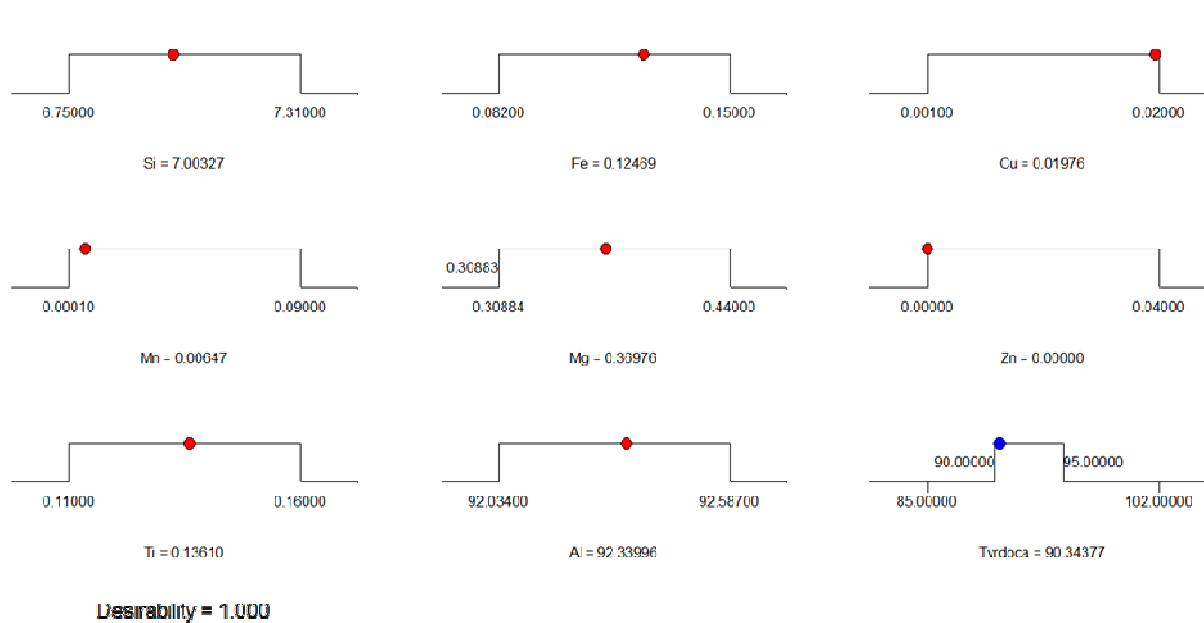 6.75000 7.31000 0.08200 0.15000 0.00100 0.02000
Si = 7.00327 Fe = 0.12469 Cu = 0.01976
0.30883
0.00010 0.09000 0.30884 0.44000 0.00000 0.04000
Mn = 0.00647 Mg = 0.36976 Zn = 0.00000
90.00000 95.00000
0.11000 0.16000 92.03400 92.58700 85.00000 102.00000
Ti = 0.13610 Al = 92.33996 Tvrdoca = 90.34377
Desirability = 1.000